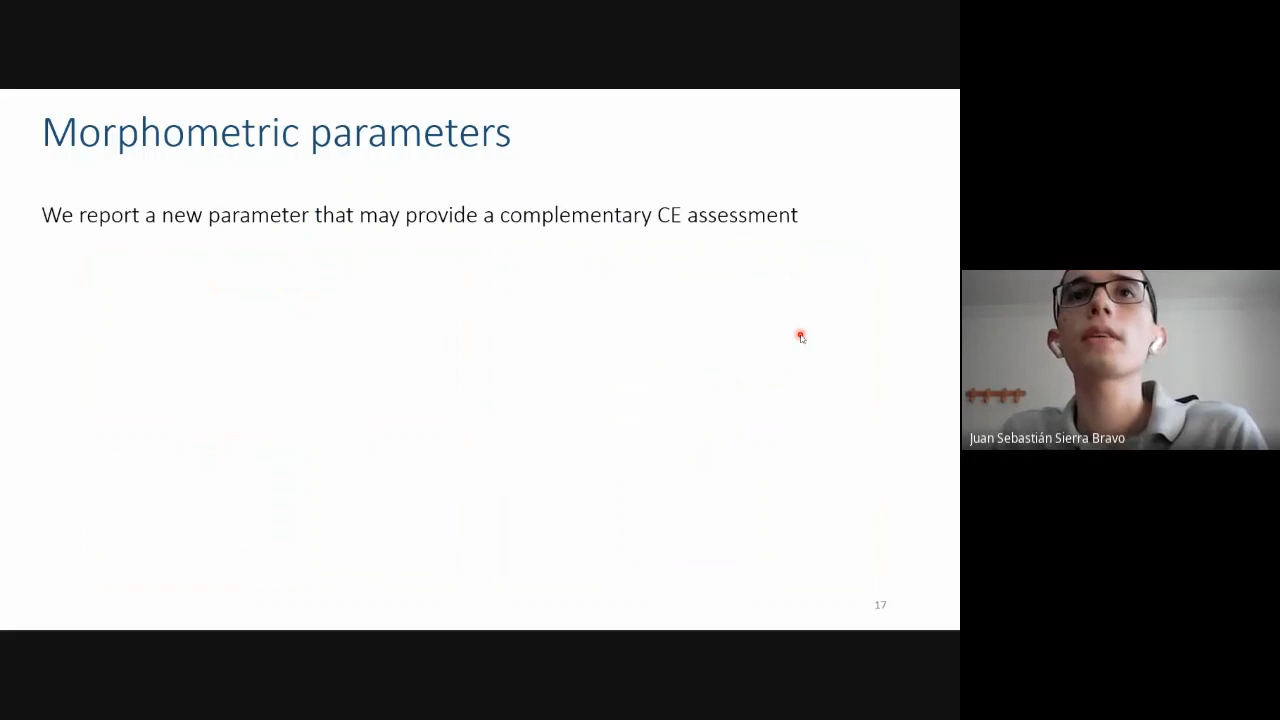 Morphometric parameters
We report a new parameter that may provide a complementary CE assessment
17
Juan Sebastián Sierra Bravo